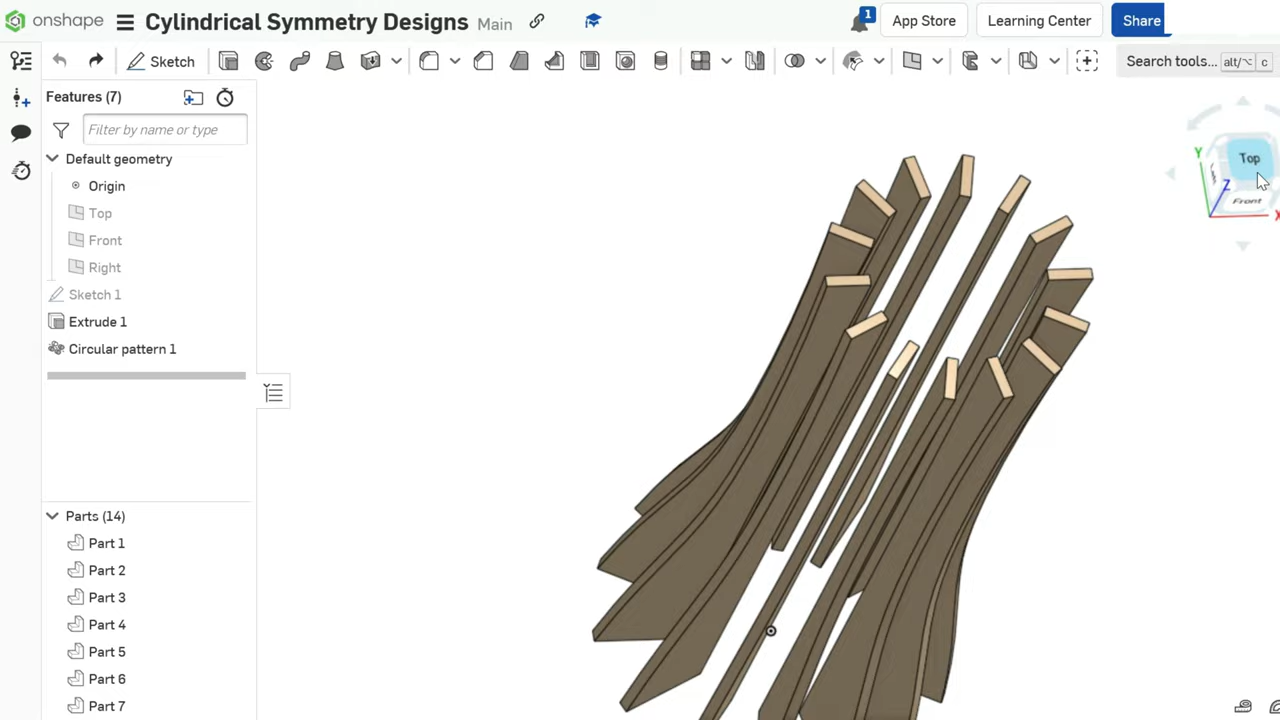 onshape Cylindrical Symmetry Designs Main 1 App Store Learning Center Share
Sketch Search tools... alt/⌥ c
Features (7)
Filter by name or type
Default geometry
Origin
Top
Front
Right
Sketch 1
Extrude 1
Circular pattern 1
Parts (14)
Part 1
Part 2
Part 3
Part 4
Part 5
Part 6
Part 7
Top
Y
Z
Front
X